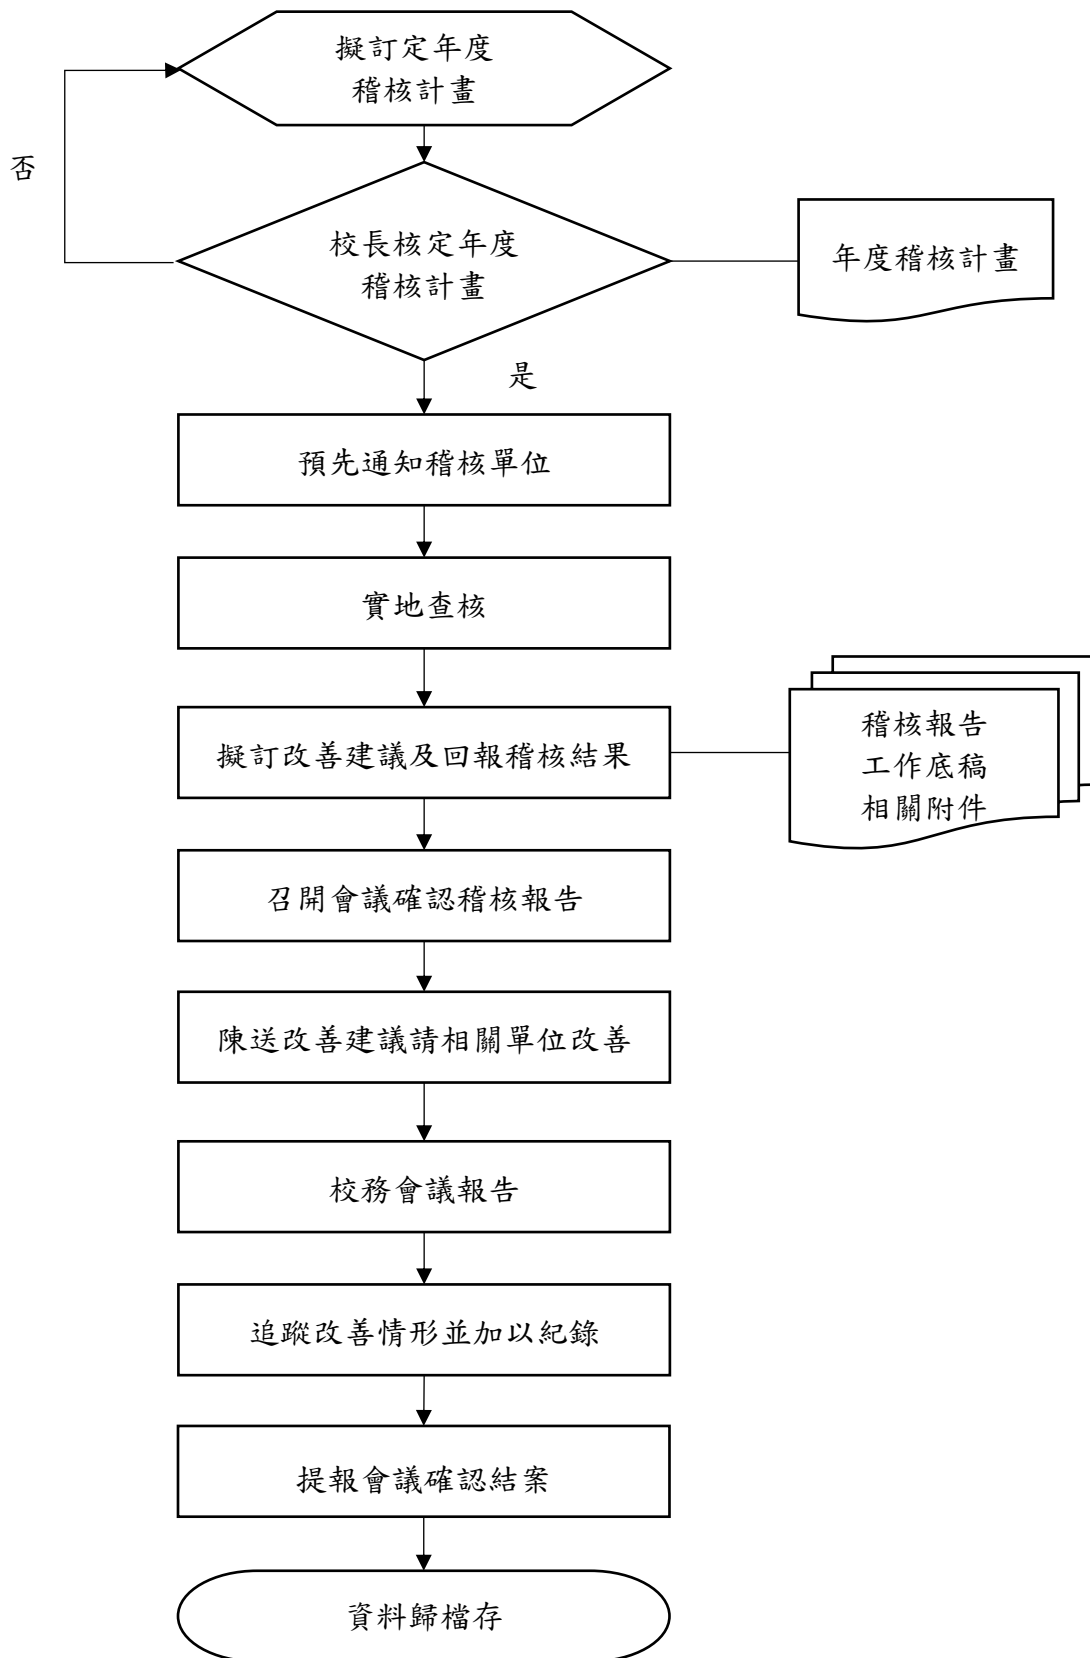 擬訂定年度
稽核計畫
否
校長核定年度
稽核計畫
年度稽核計畫
是
預先通知稽核單位
實地查核
擬訂改善建議及回報稽核結果
稽核報告
工作底稿
相關附件
召開會議確認稽核報告
陳送改善建議請相關單位改善
校務會議報告
追蹤改善情形並加以紀錄
提報會議確認結案
資料歸檔存